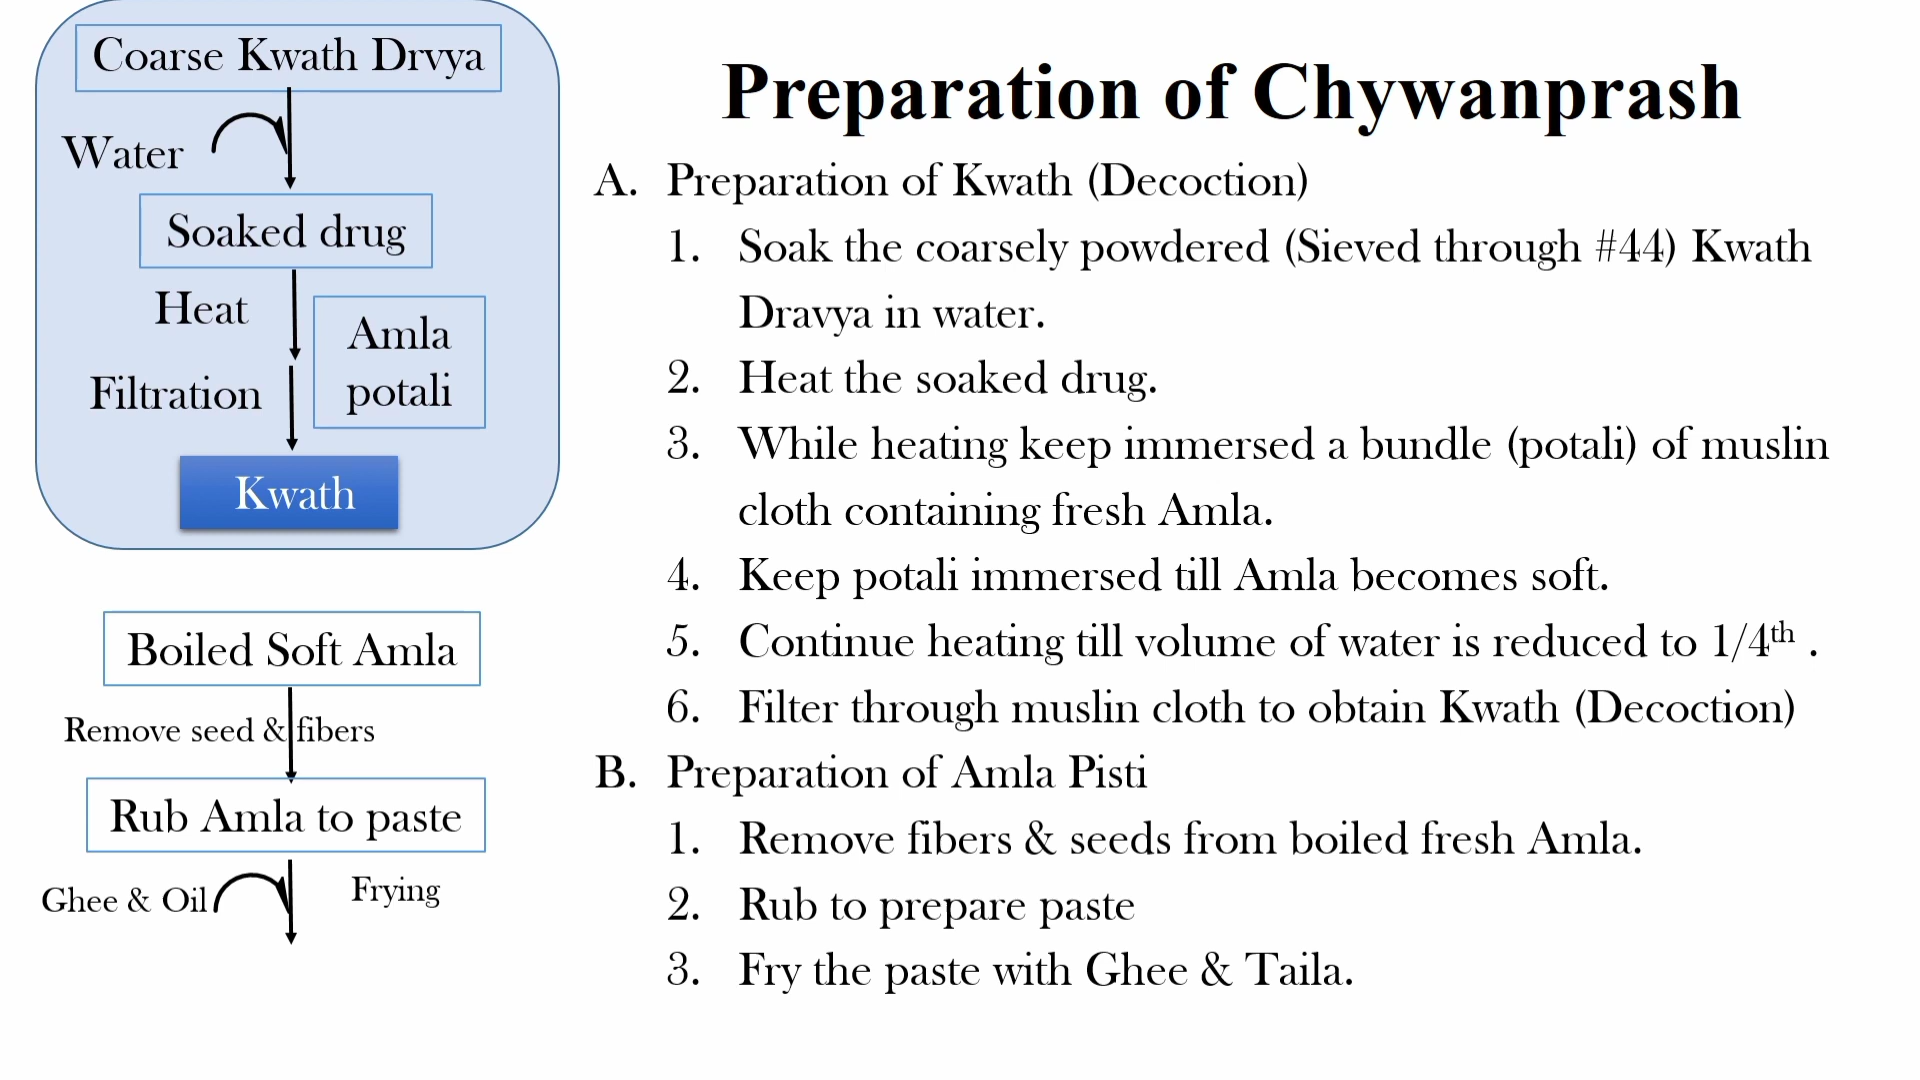 Coarse Kwath Drvya
Water
Soaked drug
Heat
Amla
potali
Filtration
Kwath
Boiled Soft Amla
Remove seed & fibers
Rub Amla to paste
Ghee & Oil
Frying
Preparation of Chywanprash
A. Preparation of Kwath (Decoction)
1. Soak the coarsely powdered (Sieved through #44) Kwath
Dravya in water.
2. Heat the soaked drug.
3. While heating keep immersed a bundle (potali) of muslin
cloth containing fresh Amla.
4. Keep potali immersed till Amla becomes soft.
5. Continue heating till volume of water is reduced to 1/4th .
6. Filter through muslin cloth to obtain Kwath (Decoction)
B. Preparation of Amla Pisti
1. Remove fibers & seeds from boiled fresh Amla.
2. Rub to prepare paste
3. Fry the paste with Ghee & Taila.